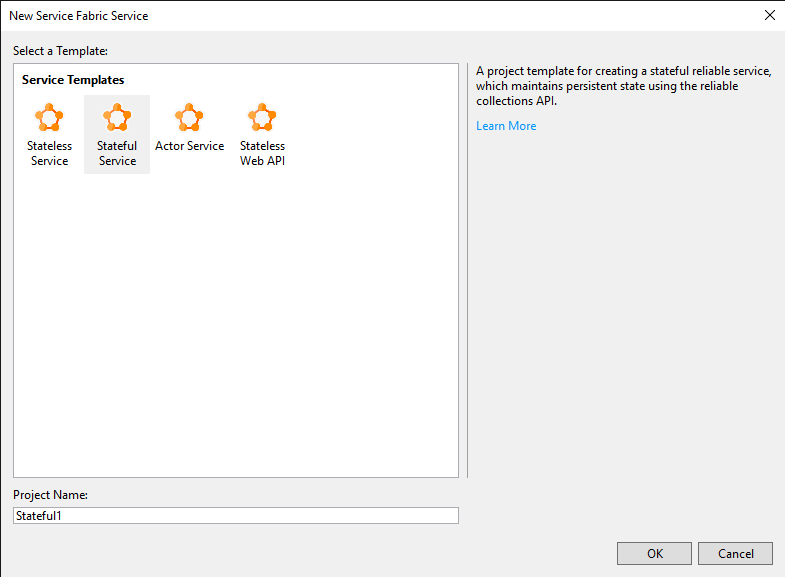 New Service Fabric Service
Select a Template:
Service Templates
Stateless
Service
Stateful
Service
Actor Service
Stateless
Web API
A project template for creating a stateful reliable service,
which maintains persistent state using the reliable
collections API.
Learn More
Project Name:
Stateful1
OK
Cancel